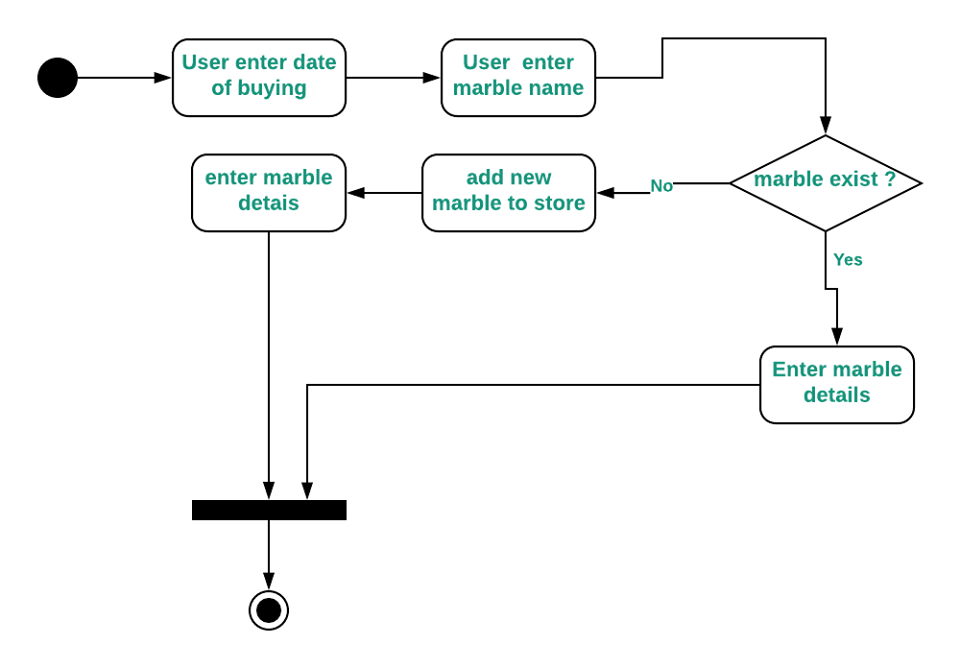 User enter date
of buying
User enter
marble name
marble exist ?
No
add new
marble to store
enter marble
detais
Yes
Enter marble
details